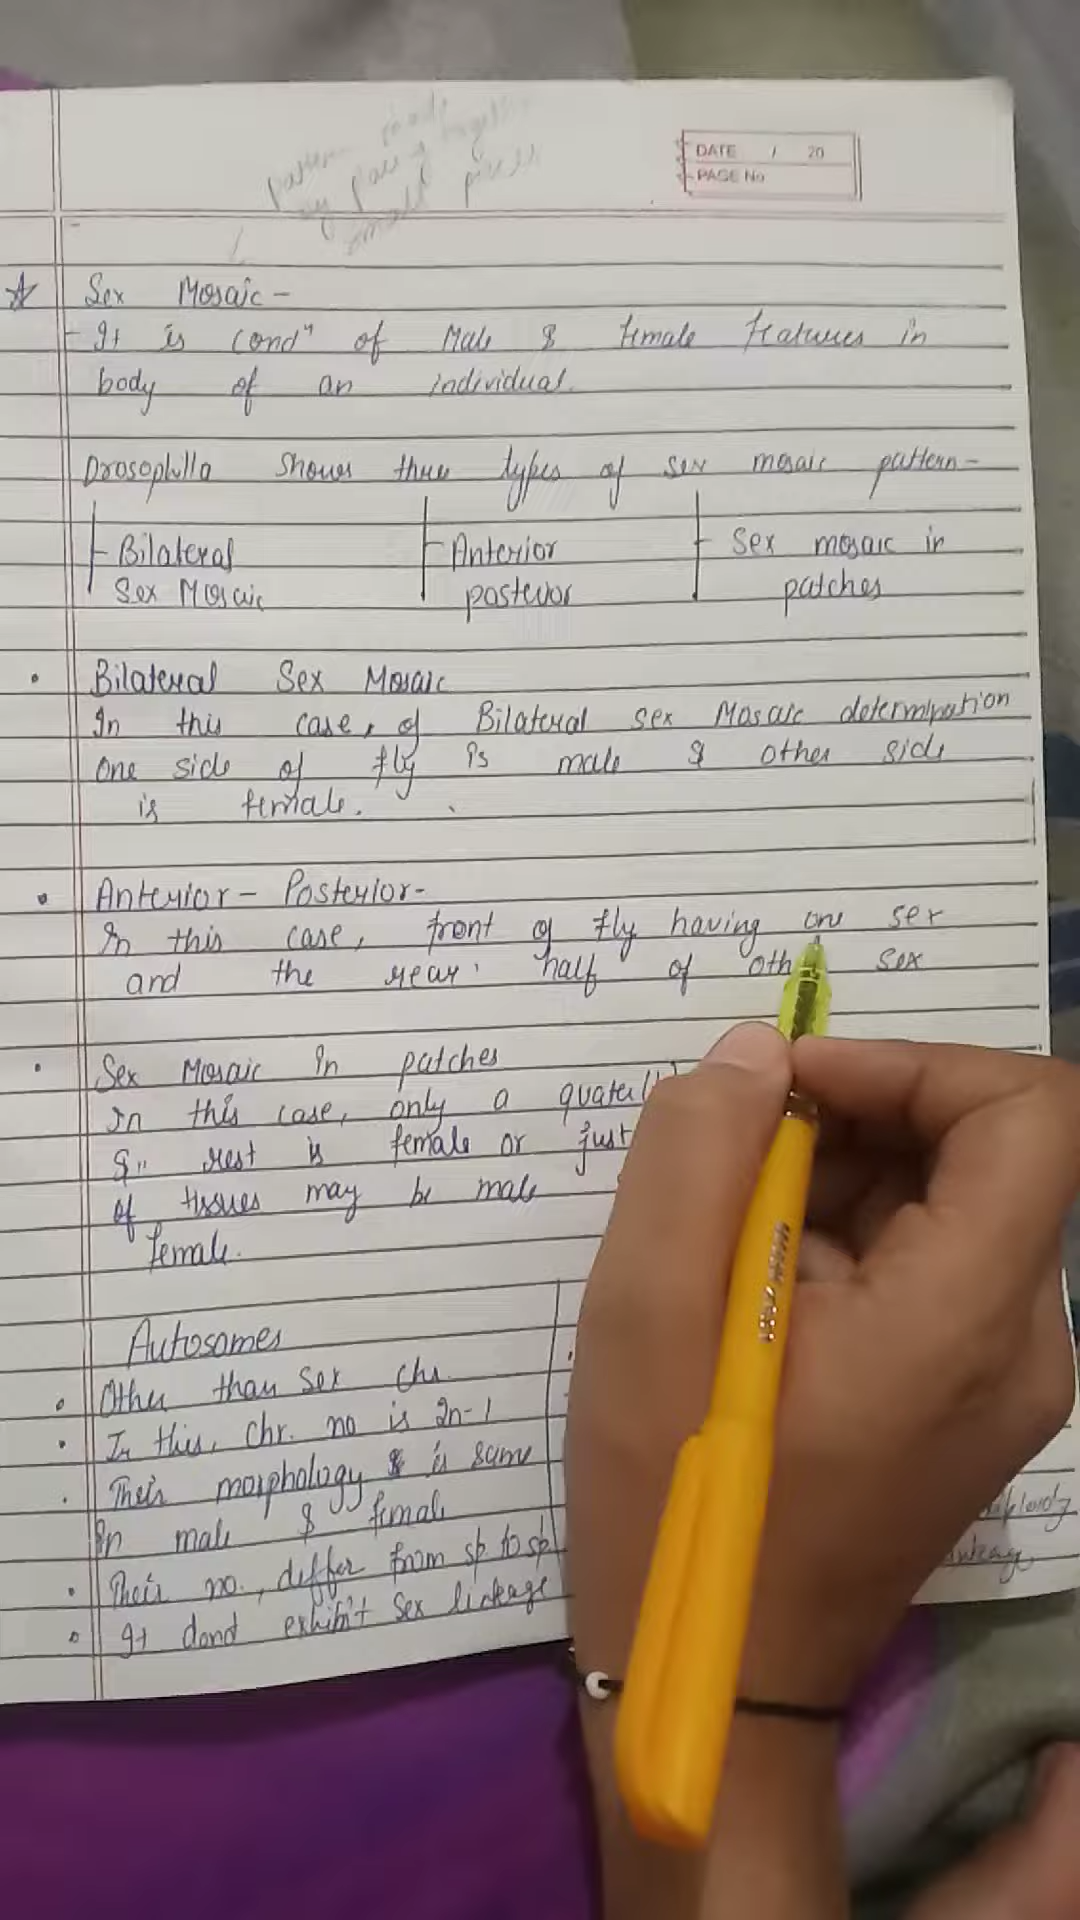 DATE / 20
PAGE No
small
Sex Mosaic -
- It is condⁿ of Male & female features in
body of an individual.
Drosophilla shows three types of sex mosaic pattern -
Bilateral
Sex Mosaic
Anterior
posterior
Sex mosaic in
patches
Bilateral Sex Mosaic
In this case, of Bilateral sex Mosaic determination
one side of fly is male & other side
is female.
Anterior - Posterior -
In this case, front of fly having one sex
and the rear half of oth sex
Sex Mosaic In patches
In this case, only a quater
& rest is female or just
of tissues may be male
female.
Autosomes
Other than sex chr.
In this, Chr. no is 2n-1
Their morphology is same
In male & female
Their no., differ from sp to sp
It dond exhibit Sex linkage